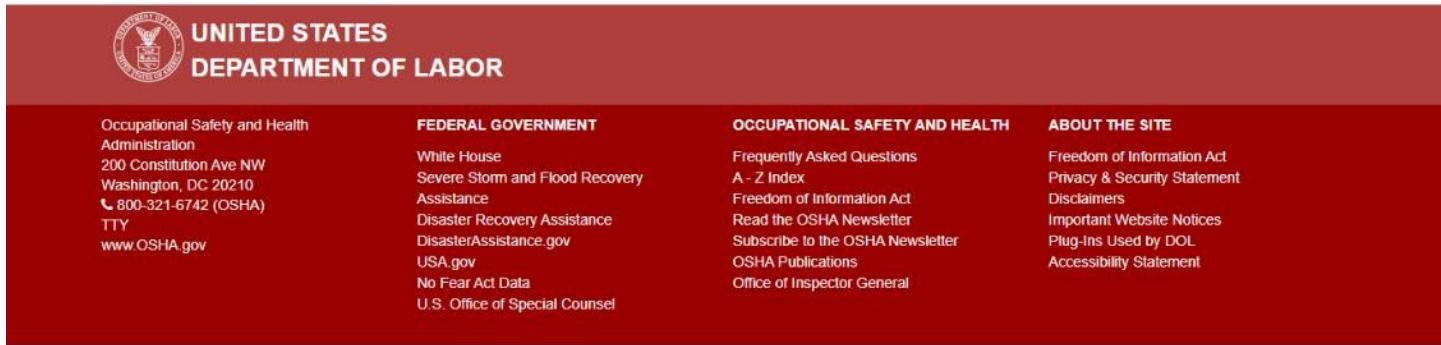 UNITED STATES
DEPARTMENT OF LABOR
Occupational Safety and Health
Administration
200 Constitution Ave NW
Washington, DC 20210
800-321-6742 (OSHA)
TTY
www.OSHA.gov
FEDERAL GOVERNMENT
White House
Severe Storm and Flood Recovery
Assistance
Disaster Recovery Assistance
DisasterAssistance.gov
USA.gov
No Fear Act Data
U.S. Office of Special Counsel
OCCUPATIONAL SAFETY AND HEALTH
Frequently Asked Questions
A - Z Index
Freedom of Information Act
Read the OSHA Newsletter
Subscribe to the OSHA Newsletter
OSHA Publications
Office of Inspector General
ABOUT THE SITE
Freedom of Information Act
Privacy & Security Statement
Disclaimers
Important Website Notices
Plug-Ins Used by DOL
Accessibility Statement